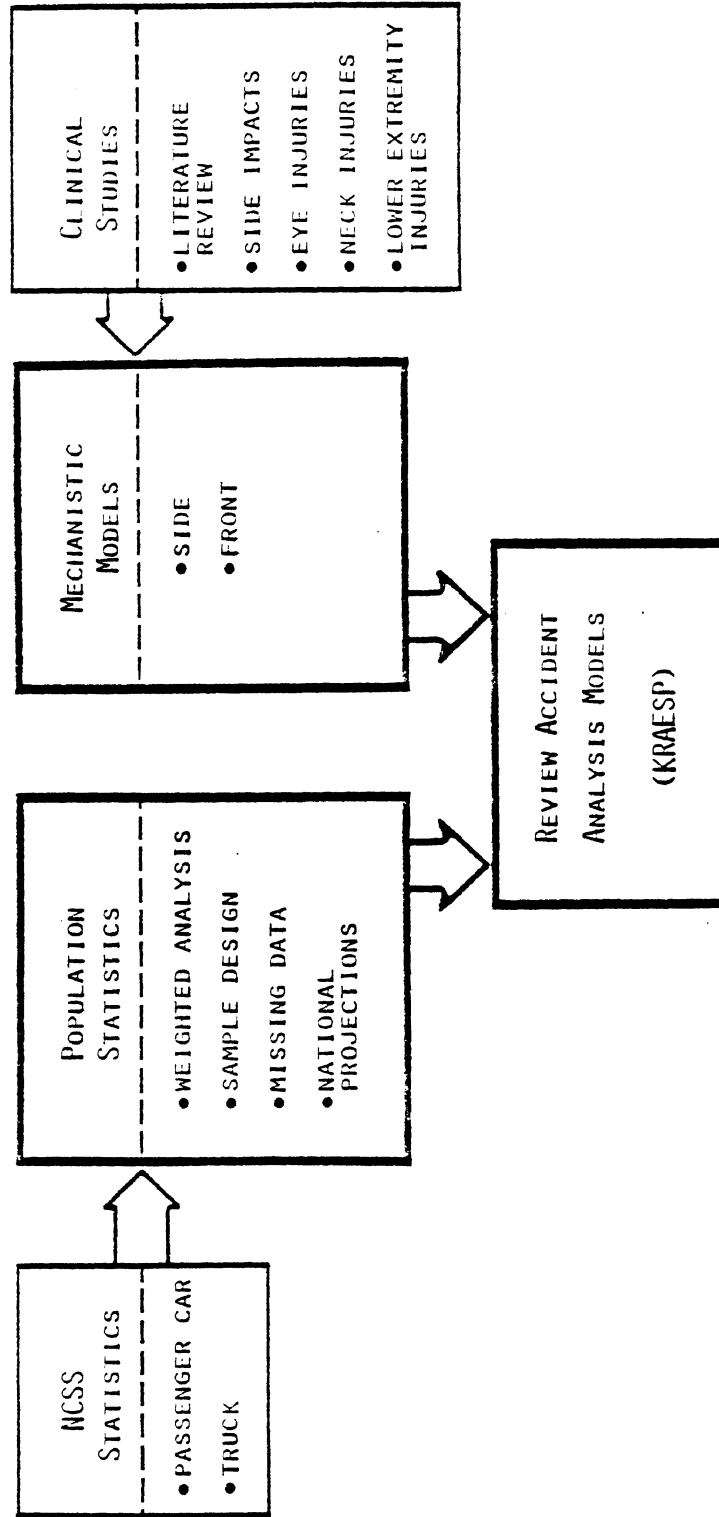 NCSS
STATISTICS
•PASSENGER CAR
•TRUCK
POPULATION
STATISTICS
•WEIGHTED ANALYSIS
•SAMPLE DESIGN
•MISSING DATA
•NATIONAL
PROJECTIONS
MECHANISTIC
MODELS
•SIDE
•FRONT
CLINICAL
STUDIES
•LITERATURE
REVIEW
•SIDE IMPACTS
•EYE INJURIES
•NECK INJURIES
•LOWER EXTREMITY
INJURIES
REVIEW ACCIDENT
ANALYSIS MODELS
(KRAESP)